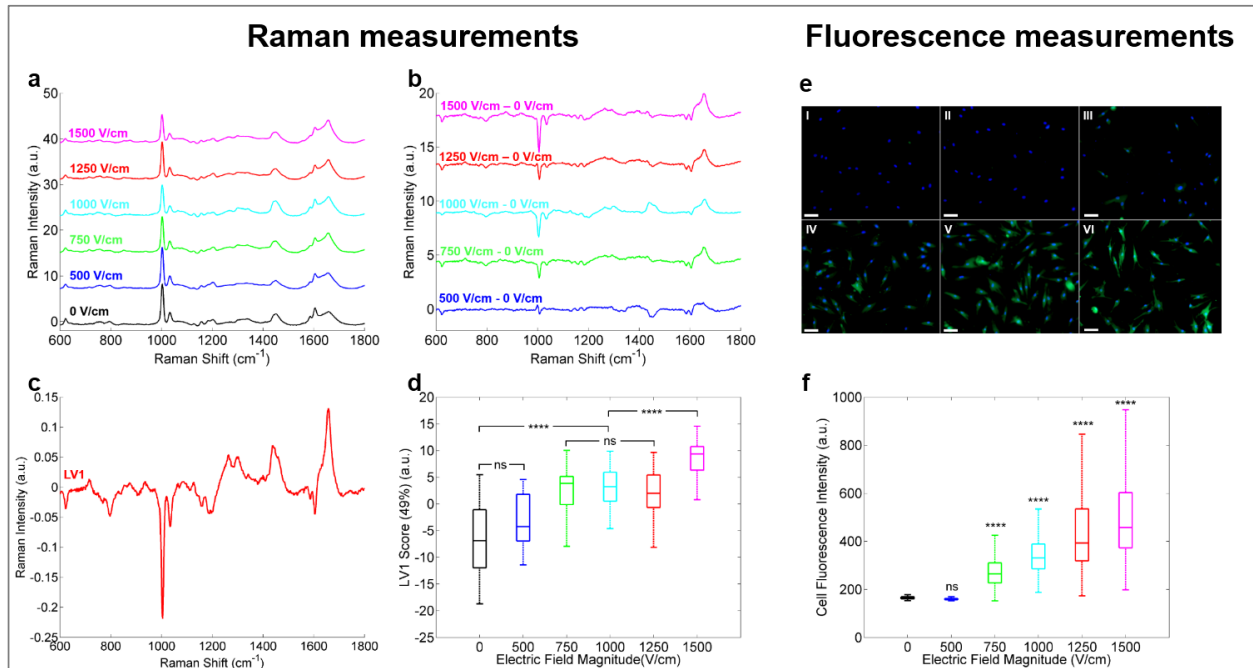 Raman measurements
Fluorescence measurements
a
50
40
30
20
10
0
Raman Intensity (a.u.)
1500 V/cm
1250 V/cm
1000 V/cm
750 V/cm
500 V/cm
0 V/cm
600 800 1000 1200 1400 1600 1800
Raman Shift (cm⁻¹)
b
20
15
10
5
0
Raman Intensity (a.u.)
1500 V/cm – 0 V/cm
1250 V/cm – 0 V/cm
1000 V/cm - 0 V/cm
750 V/cm - 0 V/cm
500 V/cm - 0 V/cm
600 800 1000 1200 1400 1600 1800
Raman Shift (cm⁻¹)
e
I
II
III
IV
V
VI
c
0.15
0.1
0.05
0
-0.05
-0.1
-0.15
-0.2
-0.25
Raman Intensity (a.u.)
LV1
600 800 1000 1200 1400 1600 1800
Raman Shift (cm⁻¹)
d
20
15
10
5
0
-5
-10
-15
-20
-25
LV1 Score (49%) (a.u.)
ns
****
ns
****
0 500 750 1000 1250 1500
Electric Field Magnitude(V/cm)
f
1000
800
600
400
200
0
Cell Fluorescence Intensity (a.u.)
ns
****
****
****
****
0 500 750 1000 1250 1500
Electric Field Magnitude (V/cm)